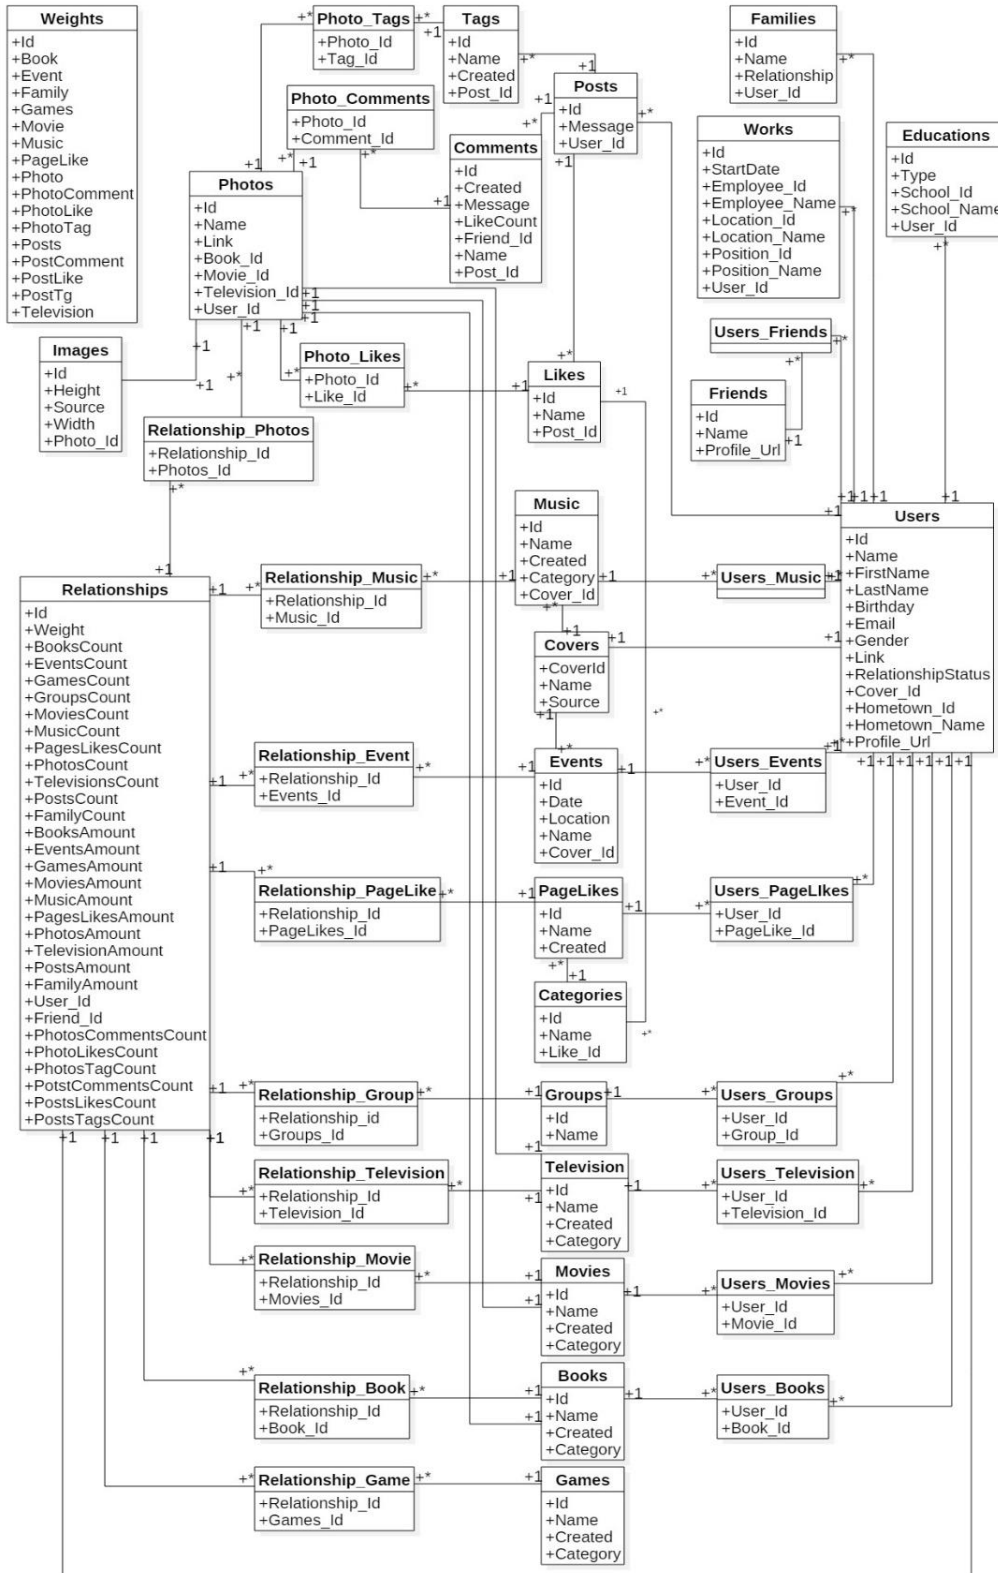 Weights
+Id
+Book
+Event
+Family
+Games
+Movie
+Music
+PageLike
+Photo
+PhotoComment
+PhotoLike
+PhotoTag
+Posts
+PostComment
+PostLike
+PostTg
+Television
Photo_Tags
+Photo_Id
+Tag_Id
Tags
+Id
+Name
+Created
+Post_Id
Posts
+Id
+Message
+User_Id
Families
+Id
+Name
+Relationship
+User_Id
Photo_Comments
+Photo_Id
+Comment_Id
Comments
+Id
+Created
+Message
+LikeCount
+Friend_Id
+Name
+Post_Id
Works
+Id
+StartDate
+Employee_Id
+Employee_Name
+Location_Id
+Location_Name
+Position_Id
+Position_Name
+User_Id
Educations
+Id
+Type
+School_Id
+School_Name
+User_Id
Photos
+Id
+Name
+Link
+Book_Id
+Movie_Id
+Television_Id
+User_Id
Images
+Id
+Height
+Source
+Width
+Photo_Id
Photo_Likes
+Photo_Id
+Like_Id
Likes
+Id
+Name
+Post_Id
Users_Friends
Friends
+Id
+Name
+Profile_Url
Relationship_Photos
+Relationship_Id
+Photos_Id
Music
+Id
+Name
+Created
+Category
+Cover_Id
Users
+Id
+Name
+FirstName
+LastName
+Birthday
+Email
+Gender
+Link
+RelationshipStatus
+Cover_Id
+Hometown_Id
+Hometown_Name
+Profile_Url
Relationships
+Id
+Weight
+BooksCount
+EventsCount
+GamesCount
+GroupsCount
+MoviesCount
+MusicCount
+PagesLikesCount
+PhotosCount
+TelevisionsCount
+PostsCount
+FamilyCount
+BooksAmount
+EventsAmount
+GamesAmount
+MoviesAmount
+MusicAmount
+PagesLikesAmount
+PhotosAmount
+TelevisionAmount
+PostsAmount
+FamilyAmount
+User_Id
+Friend_Id
+PhotosCommentsCount
+PhotoLikesCount
+PhotosTagCount
+PotstCommentsCount
+PostsLikesCount
+PostsTagsCount
Relationship_Music
+Relationship_Id
+Music_Id
Users_Music
Covers
+CoverId
+Name
+Source
Relationship_Event
+Relationship_Id
+Events_Id
Events
+Id
+Date
+Location
+Name
+Cover_Id
Users_Events
+User_Id
+Event_Id
Relationship_PageLike
+Relationship_Id
+PageLikes_Id
PageLikes
+Id
+Name
+Created
Users_PageLIkes
+User_Id
+PageLike_Id
Categories
+Id
+Name
+Like_Id
Relationship_Group
+Relationship_id
+Groups_Id
Groups
+Id
+Name
Users_Groups
+User_Id
+Group_Id
Relationship_Television
+Relationship_Id
+Television_Id
Television
+Id
+Name
+Created
+Category
Users_Television
+User_Id
+Television_Id
Relationship_Movie
+Relationship_Id
+Movies_Id
Movies
+Id
+Name
+Created
+Category
Users_Movies
+User_Id
+Movie_Id
Relationship_Book
+Relationship_Id
+Book_Id
Books
+Id
+Name
+Created
+Category
Users_Books
+User_Id
+Book_Id
Relationship_Game
+Relationship_Id
+Games_Id
Games
+Id
+Name
+Created
+Category